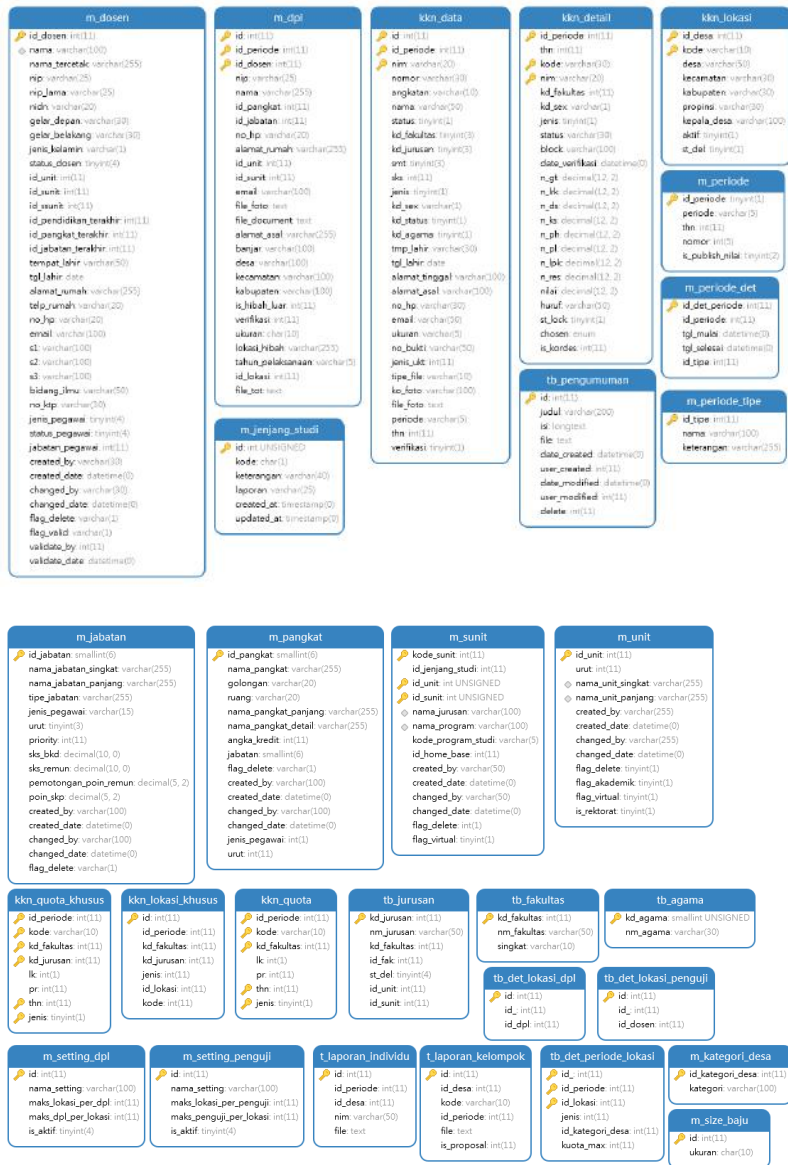 m_dosen
id_dosen: int(11)
nama: varchar(100)
nama_tercetak: varchar(255)
nip: varchar(25)
nip_lama: varchar(25)
nidn: varchar(20)
gelar_depan: varchar(30)
gelar_belakang: varchar(30)
jenis_kelamin: varchar(1)
status_dosen: tinyint(4)
id_unit: int(11)
id_sunit: int(11)
id_ssunit: int(11)
id_pendidikan_terakhir: int(11)
id_pangkat_terakhir: int(11)
id_jabatan_terakhir: int(11)
tempat_lahir: varchar(50)
tgl_lahir: date
alamat_rumah: varchar(255)
telp_rumah: varchar(20)
no_hp: varchar(20)
email: varchar(100)
s1: varchar(100)
s2: varchar(100)
s3: varchar(100)
bidang_ilmu: varchar(50)
no_ktp: varchar(30)
jenis_pegawai: tinyint(4)
status_pegawai: tinyint(4)
jabatan_pegawai: int(11)
created_by: varchar(30)
created_date: datetime(0)
changed_by: varchar(30)
changed_date: datetime(0)
flag_delete: varchar(1)
flag_valid: varchar(1)
validate_by: int(11)
validate_date: datetime(0)
m_dpl
id: int(11)
id_periode: int(11)
id_dosen: int(11)
nip: varchar(25)
nama: varchar(255)
id_pangkat: int(11)
id_jabatan: int(11)
no_hp: varchar(20)
alamat_rumah: varchar(255)
id_unit: int(11)
id_sunit: int(11)
email: varchar(100)
file_foto: text
file_document: text
alamat_asal: varchar(255)
banjar: varchar(100)
desa: varchar(100)
kecamatan: varchar(100)
kabupaten: varchar(100)
is_hibah_luar: int(11)
verifikasi: int(11)
ukuran: char(10)
lokasi_hibah: varchar(255)
tahun_pelaksanaan: varchar(5)
id_lokasi: int(11)
file_tot: text
m_jenjang_studi
id: int UNSIGNED
kode: char(1)
keterangan: varchar(40)
laporan: varchar(25)
created_at: timestamp(0)
updated_at: timestamp(0)
kkn_data
id: int(11)
id_periode: int(11)
nim: varchar(20)
nomor: varchar(30)
angkatan: varchar(10)
nama: varchar(50)
status: tinyint(1)
kd_fakultas: tinyint(3)
kd_jurusan: tinyint(3)
smt: tinyint(3)
sks: int(11)
jenis: tinyint(1)
kd_sex: varchar(1)
kd_status: tinyint(1)
kd_agama: tinyint(1)
tmp_lahir: varchar(30)
tgl_lahir: date
alamat_tinggal: varchar(100)
alamat_asal: varchar(100)
no_hp: varchar(30)
email: varchar(50)
ukuran: varchar(5)
no_bukti: varchar(50)
jenis_ukt: int(11)
tipe_file: varchar(10)
ko_foto: varchar(100)
file_foto: text
periode: varchar(5)
thn: int(11)
verifikasi: tinyint(1)
kkn_detail
id_periode: int(11)
thn: int(11)
kode: varchar(30)
nim: varchar(20)
kd_fakultas: int(11)
kd_sex: varchar(1)
jenis: tinyint(1)
status: varchar(30)
block: varchar(100)
date_verifikasi: datetime(0)
n_gt: decimal(12, 2)
n_lrk: decimal(12, 2)
n_ds: decimal(12, 2)
n_ks: decimal(12, 2)
n_ph: decimal(12, 2)
n_pl: decimal(12, 2)
n_lpk: decimal(12, 2)
n_res: decimal(12, 2)
nilai: decimal(12, 2)
huruf: varchar(50)
st_lock: tinyint(1)
chosen: enum
is_kordes: int(11)
tb_pengumuman
id: int(11)
judul: varchar(200)
isi: longtext
file: text
date_created: datetime(0)
user_created: int(11)
date_modified: datetime(0)
user_modified: int(11)
delete: int(11)
kkn_lokasi
id_desa: int(11)
kode: varchar(10)
desa: varchar(50)
kecamatan: varchar(30)
kabupaten: varchar(30)
propinsi: varchar(30)
kepala_desa: varchar(100)
aktif: tinyint(1)
st_del: tinyint(1)
m_periode
id_periode: tinyint(1)
periode: varchar(5)
thn: int(11)
nomor: int(5)
is_publish_nilai: tinyint(2)
m_periode_det
id_det_periode: int(11)
id_periode: int(11)
tgl_mulai: datetime(0)
tgl_selesai: datetime(0)
id_tipe: int(11)
m_periode_tipe
id_tipe: int(11)
nama: varchar(100)
keterangan: varchar(255)
m_jabatan
id_jabatan: smallint(6)
nama_jabatan_singkat: varchar(255)
nama_jabatan_panjang: varchar(255)
tipe_jabatan: varchar(255)
jenis_pegawai: varchar(15)
urut: tinyint(3)
priority: int(11)
sks_bkd: decimal(10, 0)
sks_remun: decimal(10, 0)
pemotongan_poin_remun: decimal(5, 2)
poin_skp: decimal(5, 2)
created_by: varchar(100)
created_date: datetime(0)
changed_by: varchar(100)
changed_date: datetime(0)
flag_delete: varchar(1)
m_pangkat
id_pangkat: smallint(6)
nama_pangkat: varchar(255)
golongan: varchar(20)
ruang: varchar(20)
nama_pangkat_panjang: varchar(255)
nama_pangkat_detail: varchar(255)
angka_kredit: int(11)
jabatan: smallint(6)
flag_delete: varchar(1)
created_by: varchar(100)
created_date: datetime(0)
changed_by: varchar(100)
changed_date: datetime(0)
jenis_pegawai: int(1)
urut: int(11)
m_sunit
kode_sunit: int(11)
id_jenjang_studi: int(11)
id_unit: int UNSIGNED
id_sunit: int UNSIGNED
nama_jurusan: varchar(100)
nama_program: varchar(100)
kode_program_studi: varchar(5)
id_home_base: int(11)
created_by: varchar(50)
created_date: datetime(0)
changed_by: varchar(50)
changed_date: datetime(0)
flag_delete: int(1)
flag_virtual: tinyint(1)
m_unit
id_unit: int(11)
urut: int(11)
nama_unit_singkat: varchar(255)
nama_unit_panjang: varchar(255)
created_by: varchar(255)
created_date: datetime(0)
changed_by: varchar(255)
changed_date: datetime(0)
flag_delete: tinyint(1)
flag_akademik: tinyint(1)
flag_virtual: tinyint(1)
is_rektorat: tinyint(1)
kkn_quota_khusus
id_periode: int(11)
kode: varchar(10)
kd_fakultas: int(11)
kd_jurusan: int(11)
lk: int(1)
pr: int(11)
thn: int(11)
jenis: tinyint(1)
kkn_lokasi_khusus
id: int(11)
id_periode: int(11)
kd_fakultas: int(11)
kd_jurusan: int(11)
jenis: int(11)
id_lokasi: int(11)
kode: int(11)
kkn_quota
id_periode: int(11)
kode: varchar(10)
kd_fakultas: int(11)
lk: int(1)
pr: int(11)
thn: int(11)
jenis: tinyint(1)
tb_jurusan
kd_jurusan: int(11)
nm_jurusan: varchar(50)
kd_fakultas: int(11)
id_fak: int(11)
st_del: tinyint(4)
id_unit: int(11)
id_sunit: int(11)
tb_fakultas
kd_fakultas: int(11)
nm_fakultas: varchar(50)
singkat: varchar(10)
tb_agama
kd_agama: smallint UNSIGNED
nm_agama: varchar(30)
tb_det_lokasi_dpl
id: int(11)
id_: int(11)
id_dpl: int(11)
tb_det_lokasi_penguji
id: int(11)
id_: int(11)
id_dosen: int(11)
m_setting_dpl
id: int(11)
nama_setting: varchar(100)
maks_lokasi_per_dpl: int(11)
maks_dpl_per_lokasi: int(11)
is_aktif: tinyint(4)
m_setting_penguji
id: int(11)
nama_setting: varchar(100)
maks_lokasi_per_penguji: int(11)
maks_penguji_per_lokasi: int(11)
is_aktif: tinyint(4)
t_laporan_individu
id: int(11)
id_periode: int(11)
id_desa: int(11)
nim: varchar(50)
file: text
t_laporan_kelompok
id: int(11)
id_desa: int(11)
kode: varchar(10)
id_periode: int(11)
file: text
is_proposal: int(11)
tb_det_periode_lokasi
id_: int(11)
id_periode: int(11)
id_lokasi: int(11)
jenis: int(11)
id_kategori_desa: int(11)
kuota_max: int(11)
m_kategori_desa
id_kategori_desa: int(11)
kategori: varchar(100)
m_size_baju
id: int(11)
ukuran: char(10)